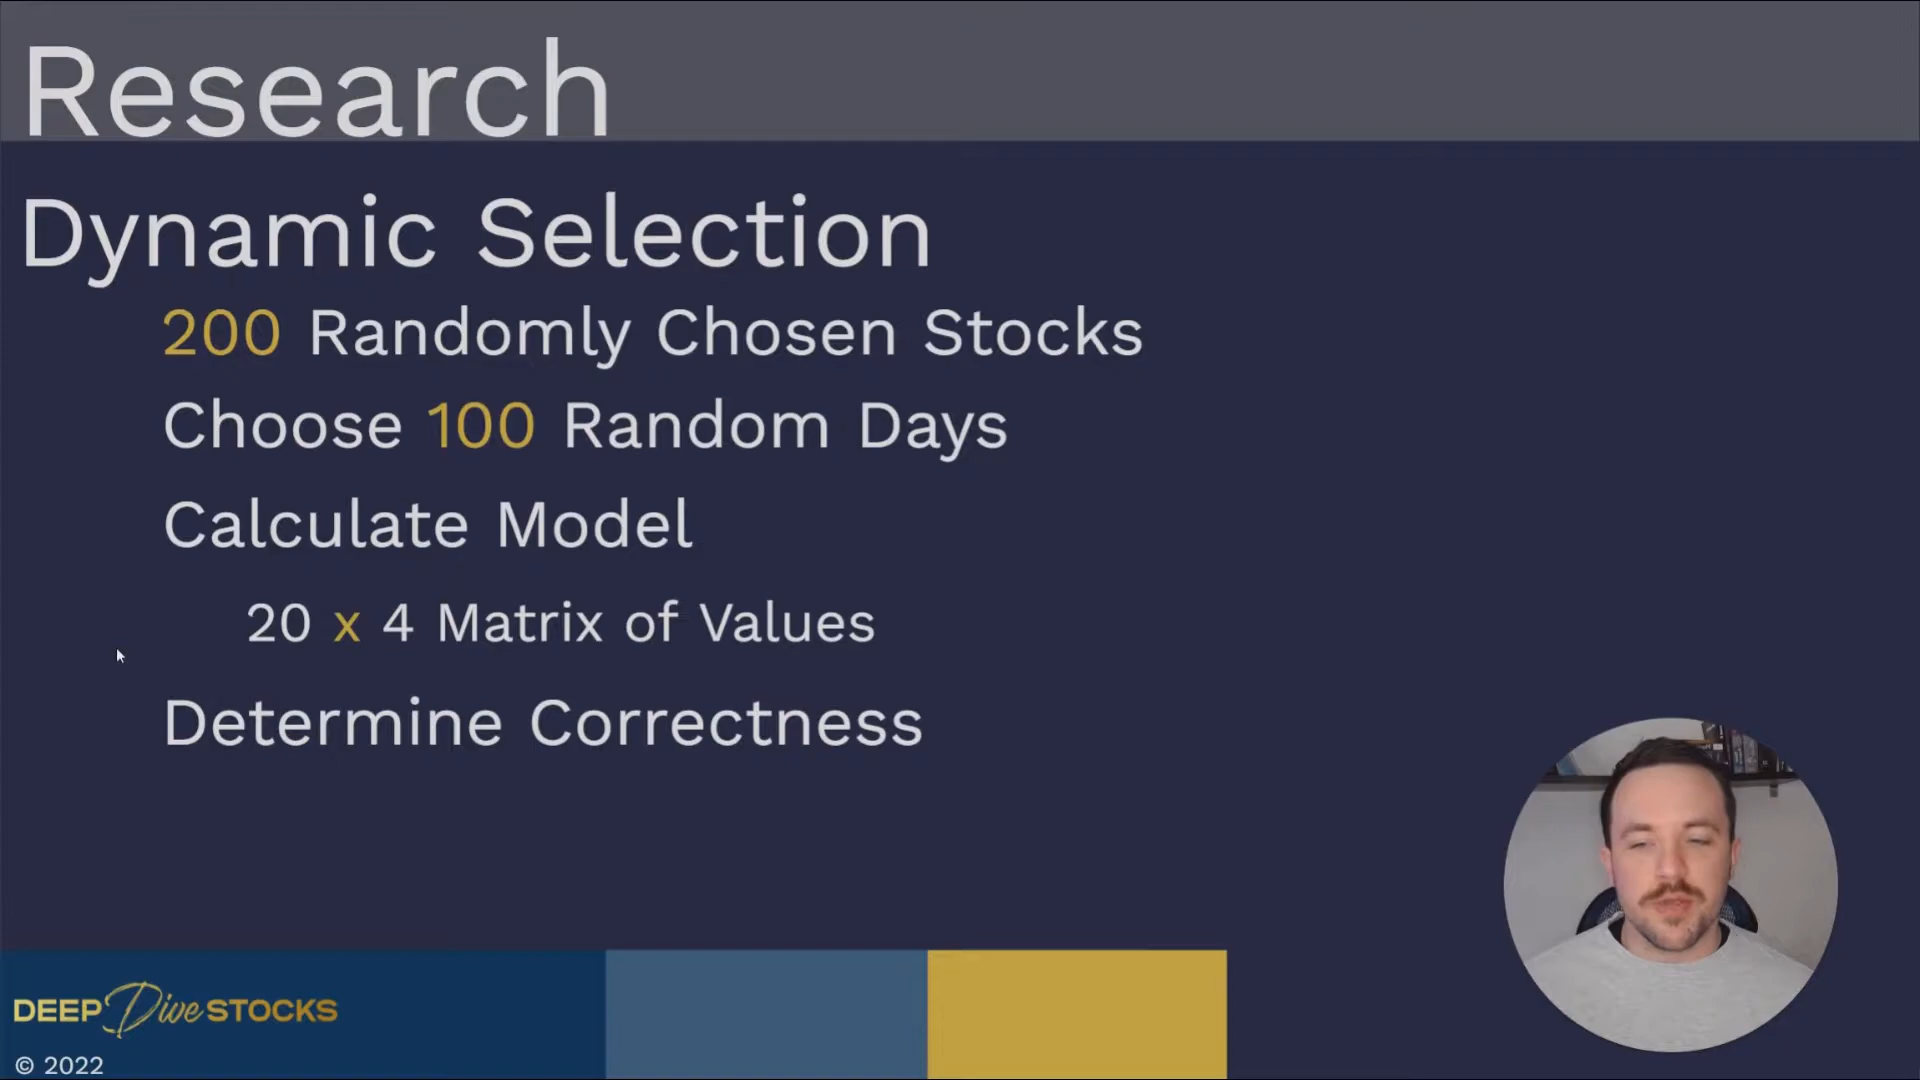 Research
Dynamic Selection
200 Randomly Chosen Stocks
Choose 100 Random Days
Calculate Model
20 x 4 Matrix of Values
Determine Correctness
DEEP Dive STOCKS
© 2022